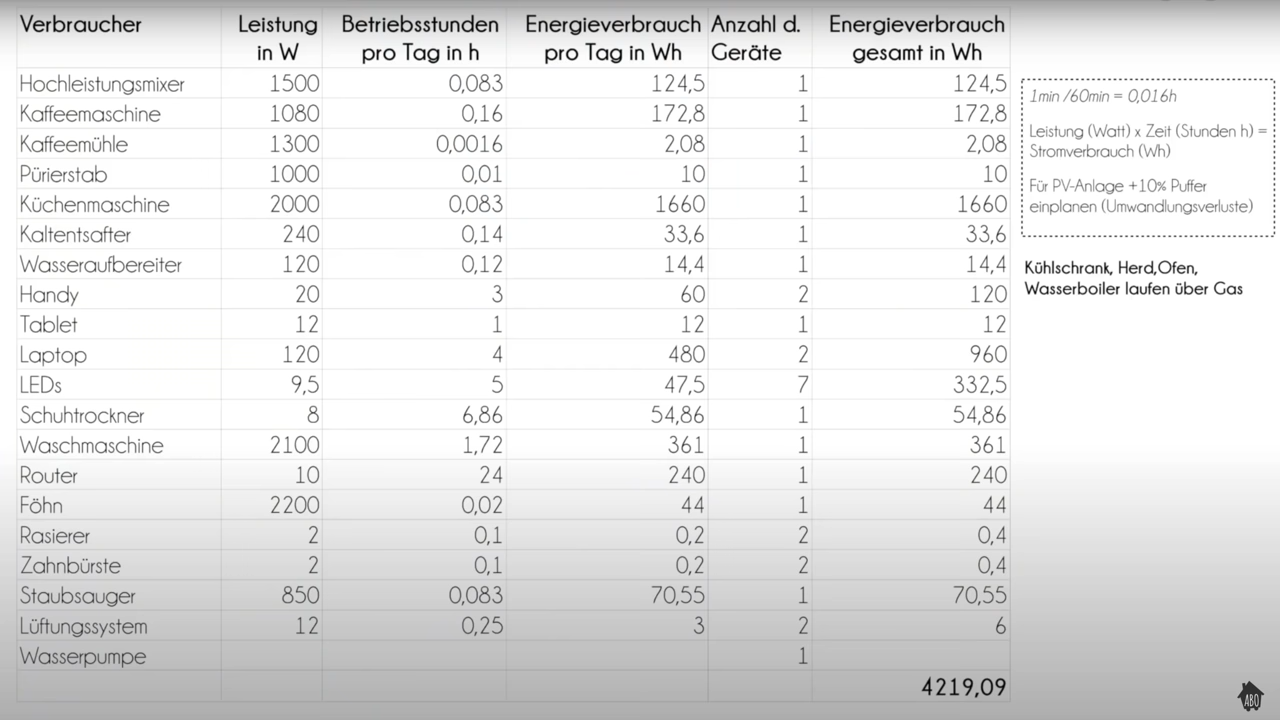 Verbraucher Leistung in W Betriebsstunden pro Tag in h Energieverbrauch pro Tag in Wh Anzahl d. Geräte Energieverbrauch gesamt in Wh
Hochleistungsmixer 1500 0,083 124,5 1 124,5
Kaffeemaschine 1080 0,16 172,8 1 172,8
Kaffeemühle 1300 0,0016 2,08 1 2,08
Pürierstab 1000 0,01 10 1 10
Küchenmaschine 2000 0,083 1660 1 1660
Kaltentsafter 240 0,14 33,6 1 33,6
Wasseraufbereiter 120 0,12 14,4 1 14,4
Handy 20 3 60 2 120
Tablet 12 1 12 1 12
Laptop 120 4 480 2 960
LEDs 9,5 5 47,5 7 332,5
Schuhtrockner 8 6,86 54,86 1 54,86
Waschmaschine 2100 1,72 361 1 361
Router 10 24 240 1 240
Föhn 2200 0,02 44 1 44
Rasierer 2 0,1 0,2 2 0,4
Zahnbürste 2 0,1 0,2 2 0,4
Staubsauger 850 0,083 70,55 1 70,55
Lüftungssystem 12 0,25 3 2 6
Wasserpumpe 1
4219,09
1min /60min = 0,016h
Leistung (Watt) x Zeit (Stunden h) =
Stromverbrauch (Wh)
Für PV-Anlage +10% Puffer
einplanen (Umwandlungsverluste)
Kühlschrank, Herd,Ofen,
Wasserboiler laufen über Gas
ABO